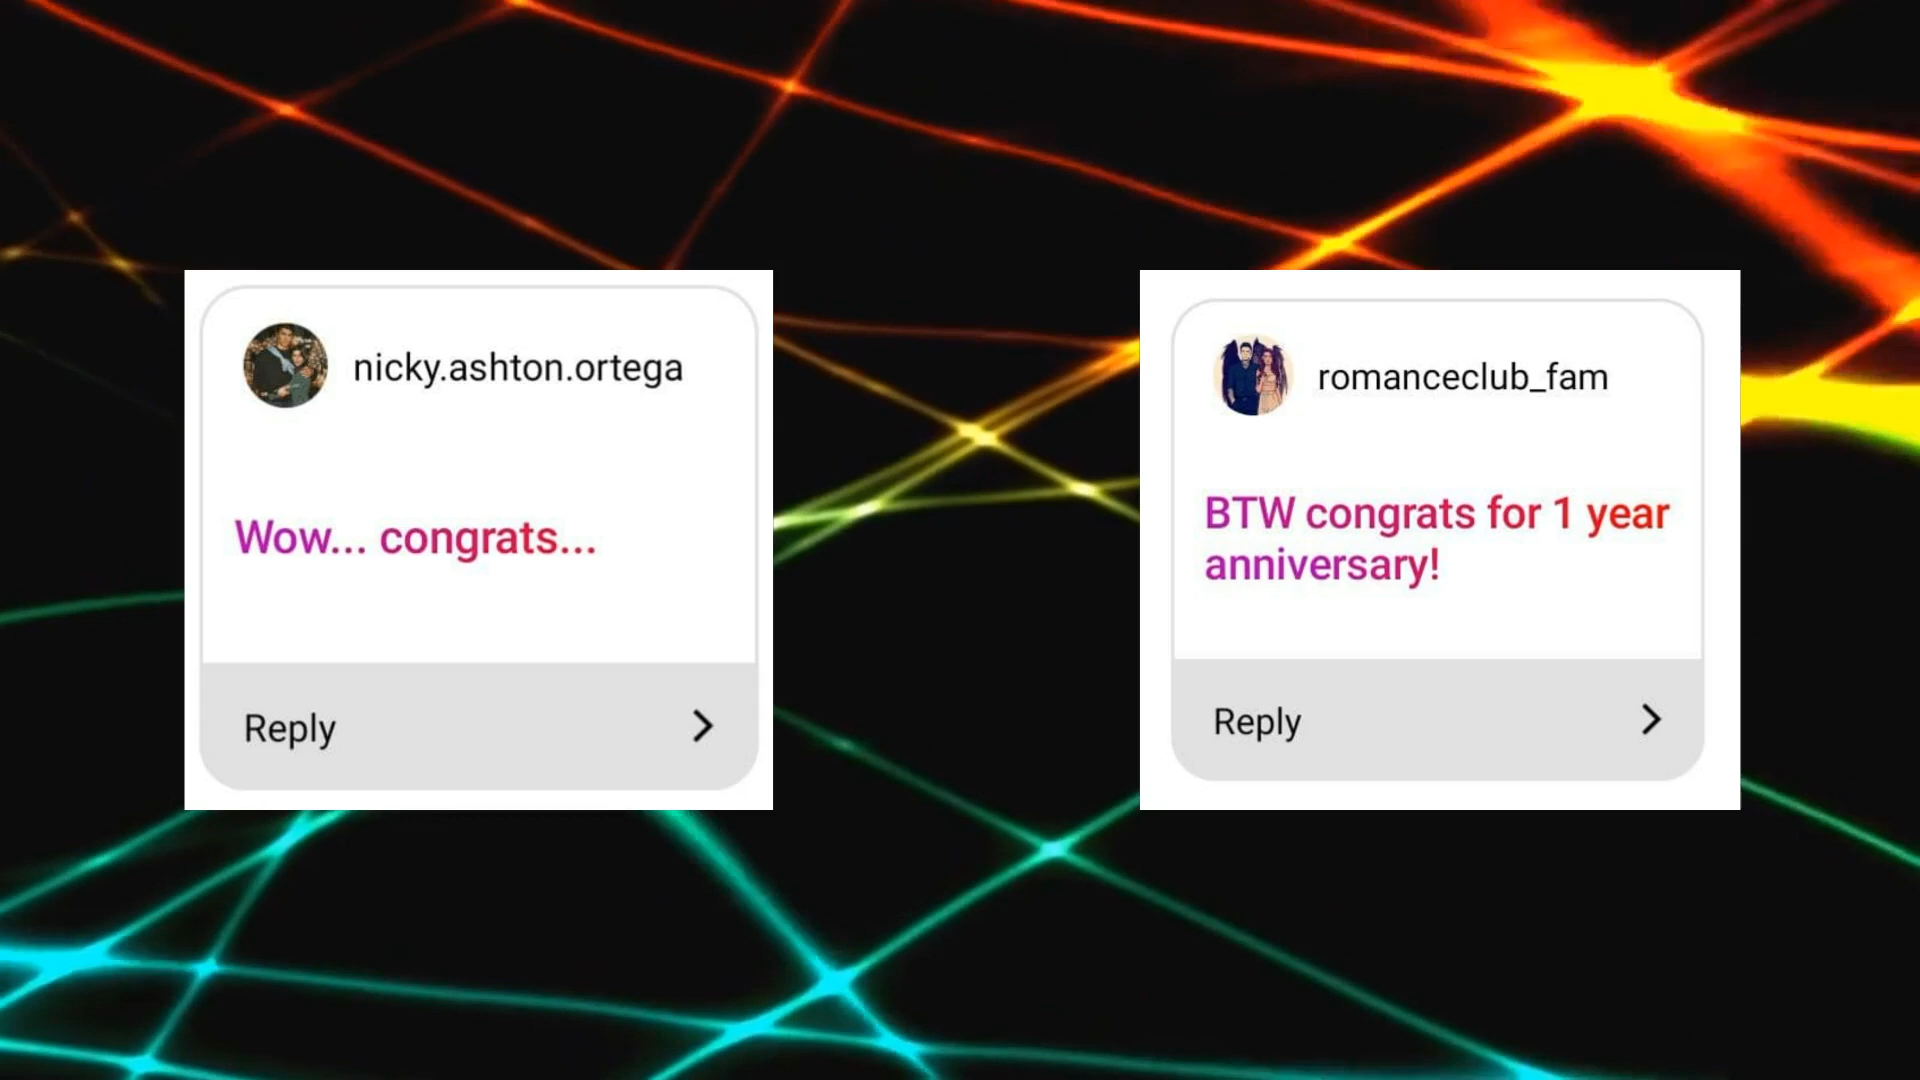 nicky.ashton.ortega
Wow... congrats...
Reply
romanceclub_fam
BTW congrats for 1 year
anniversary!
Reply